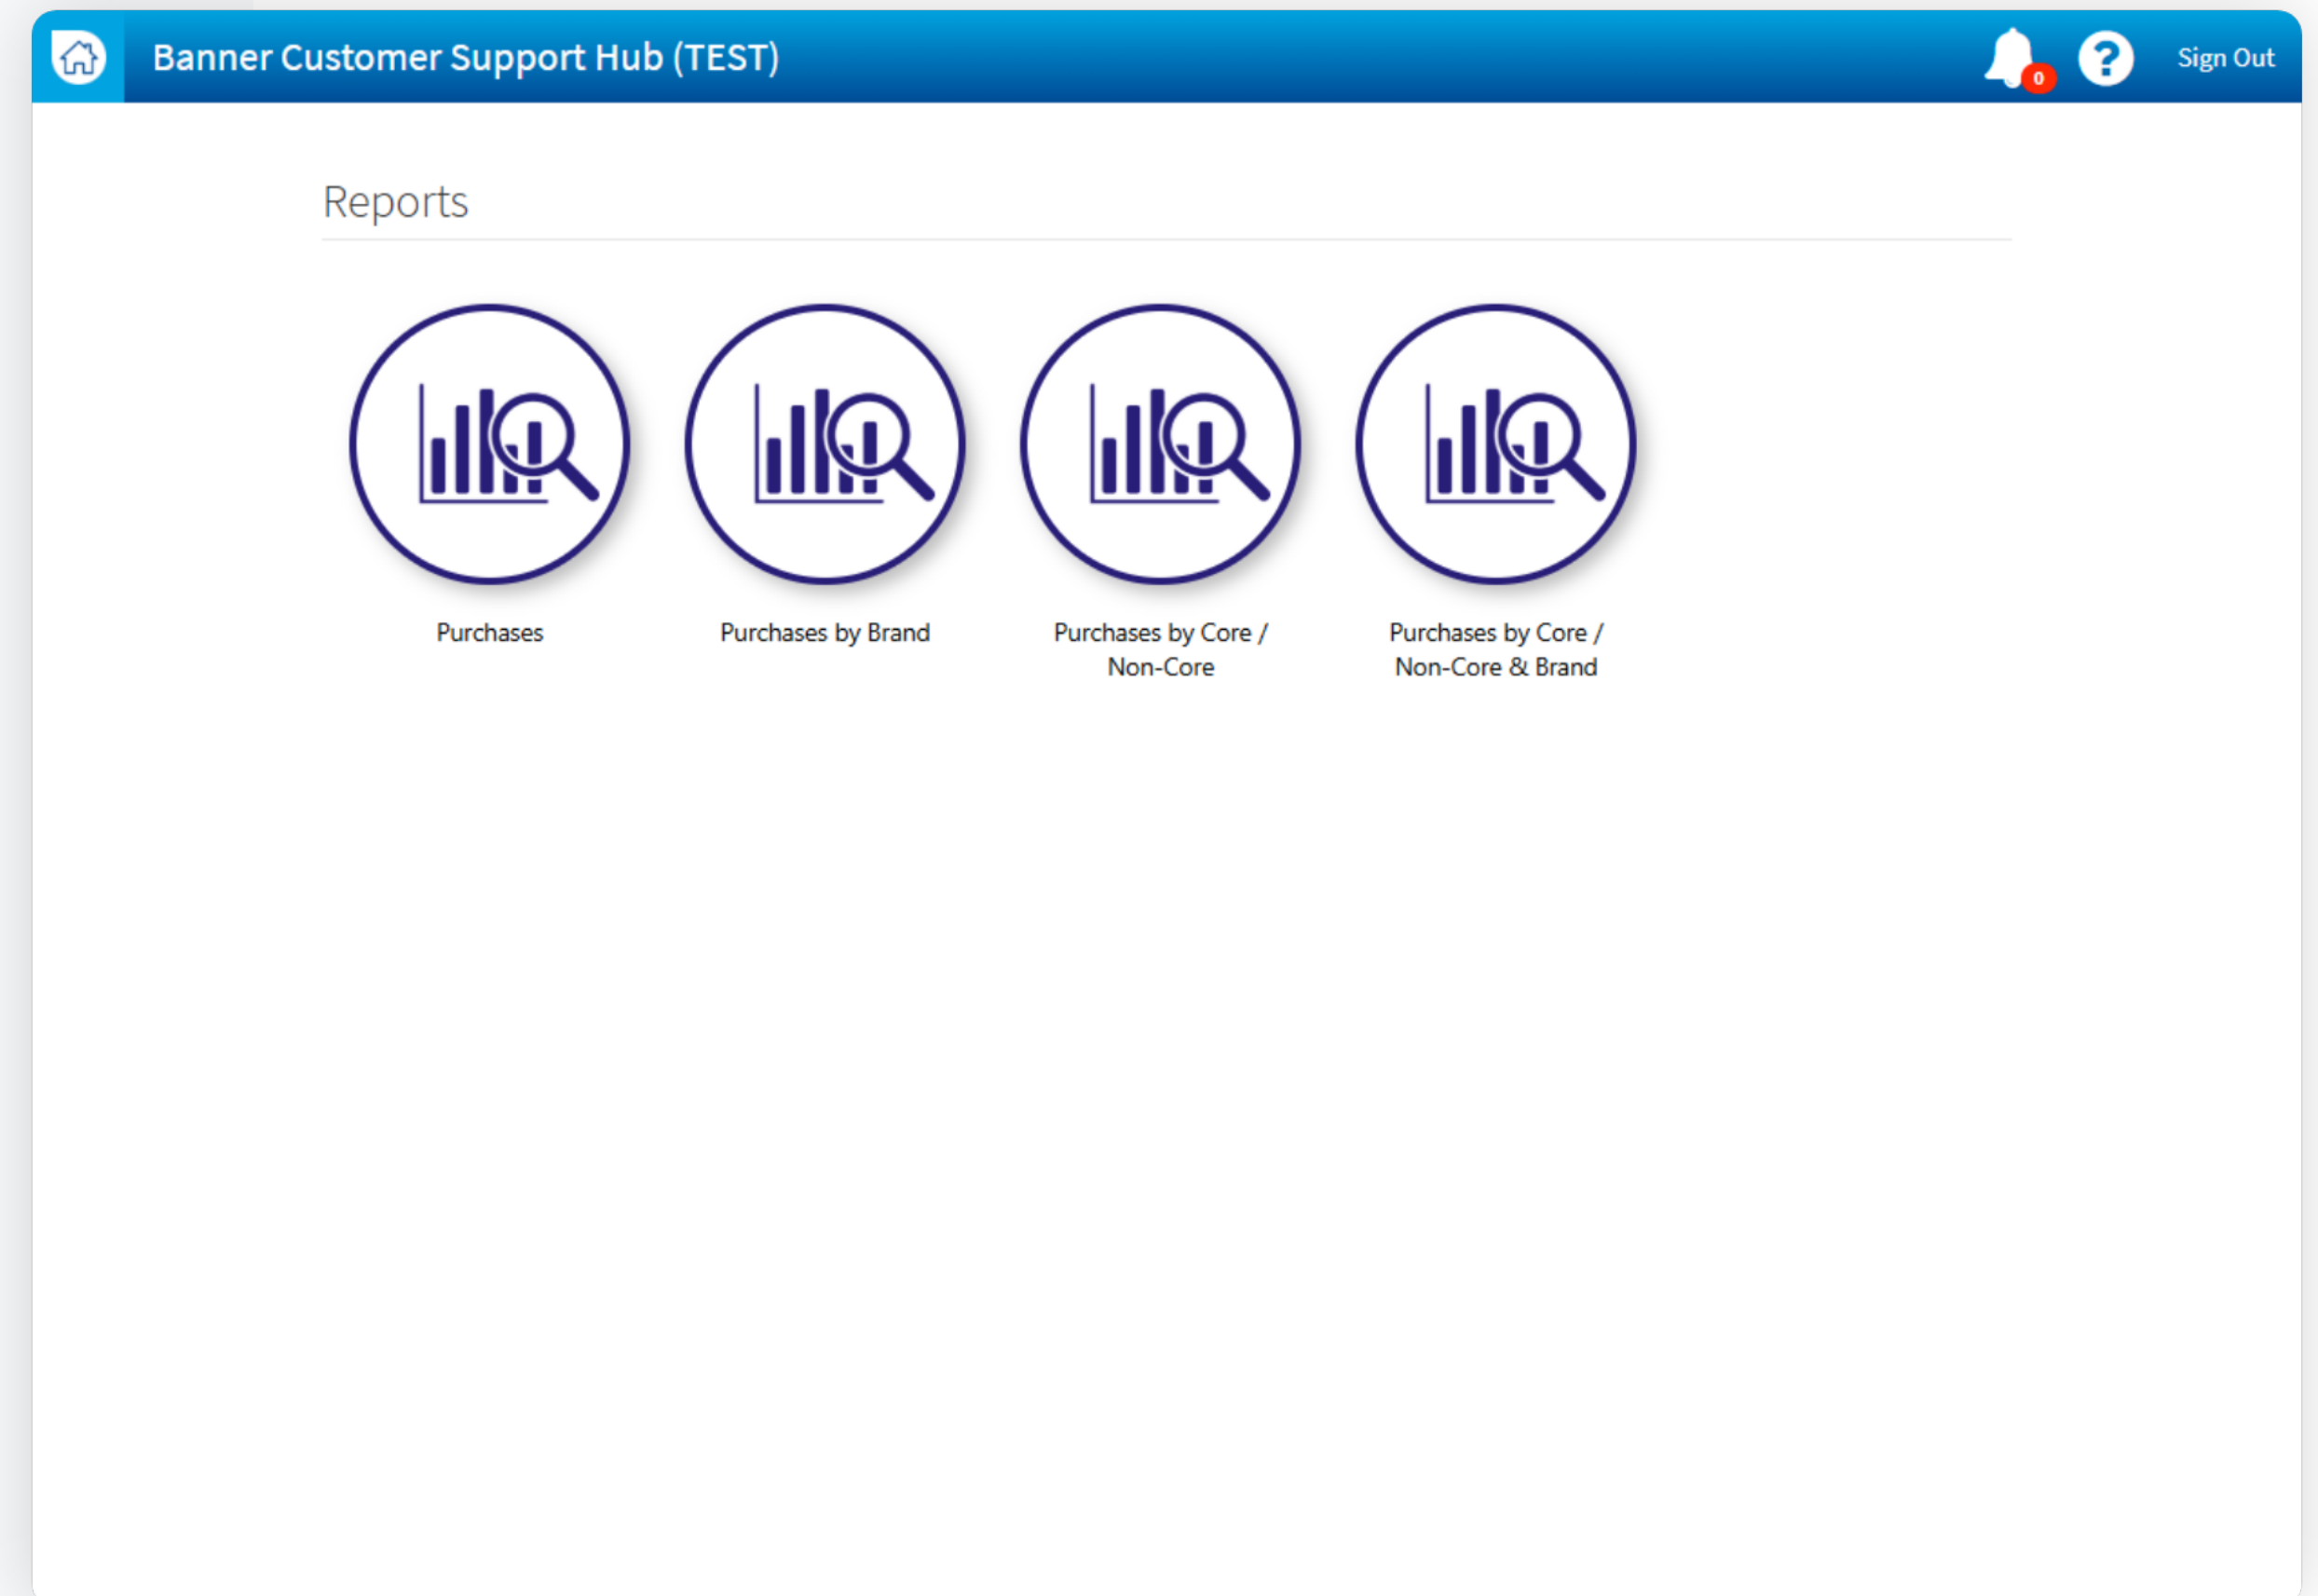 Banner Customer Support Hub (TEST)
0
?
Sign Out
Reports
Purchases
Purchases by Brand
Purchases by Core /
Non-Core
Purchases by Core /
Non-Core & Brand